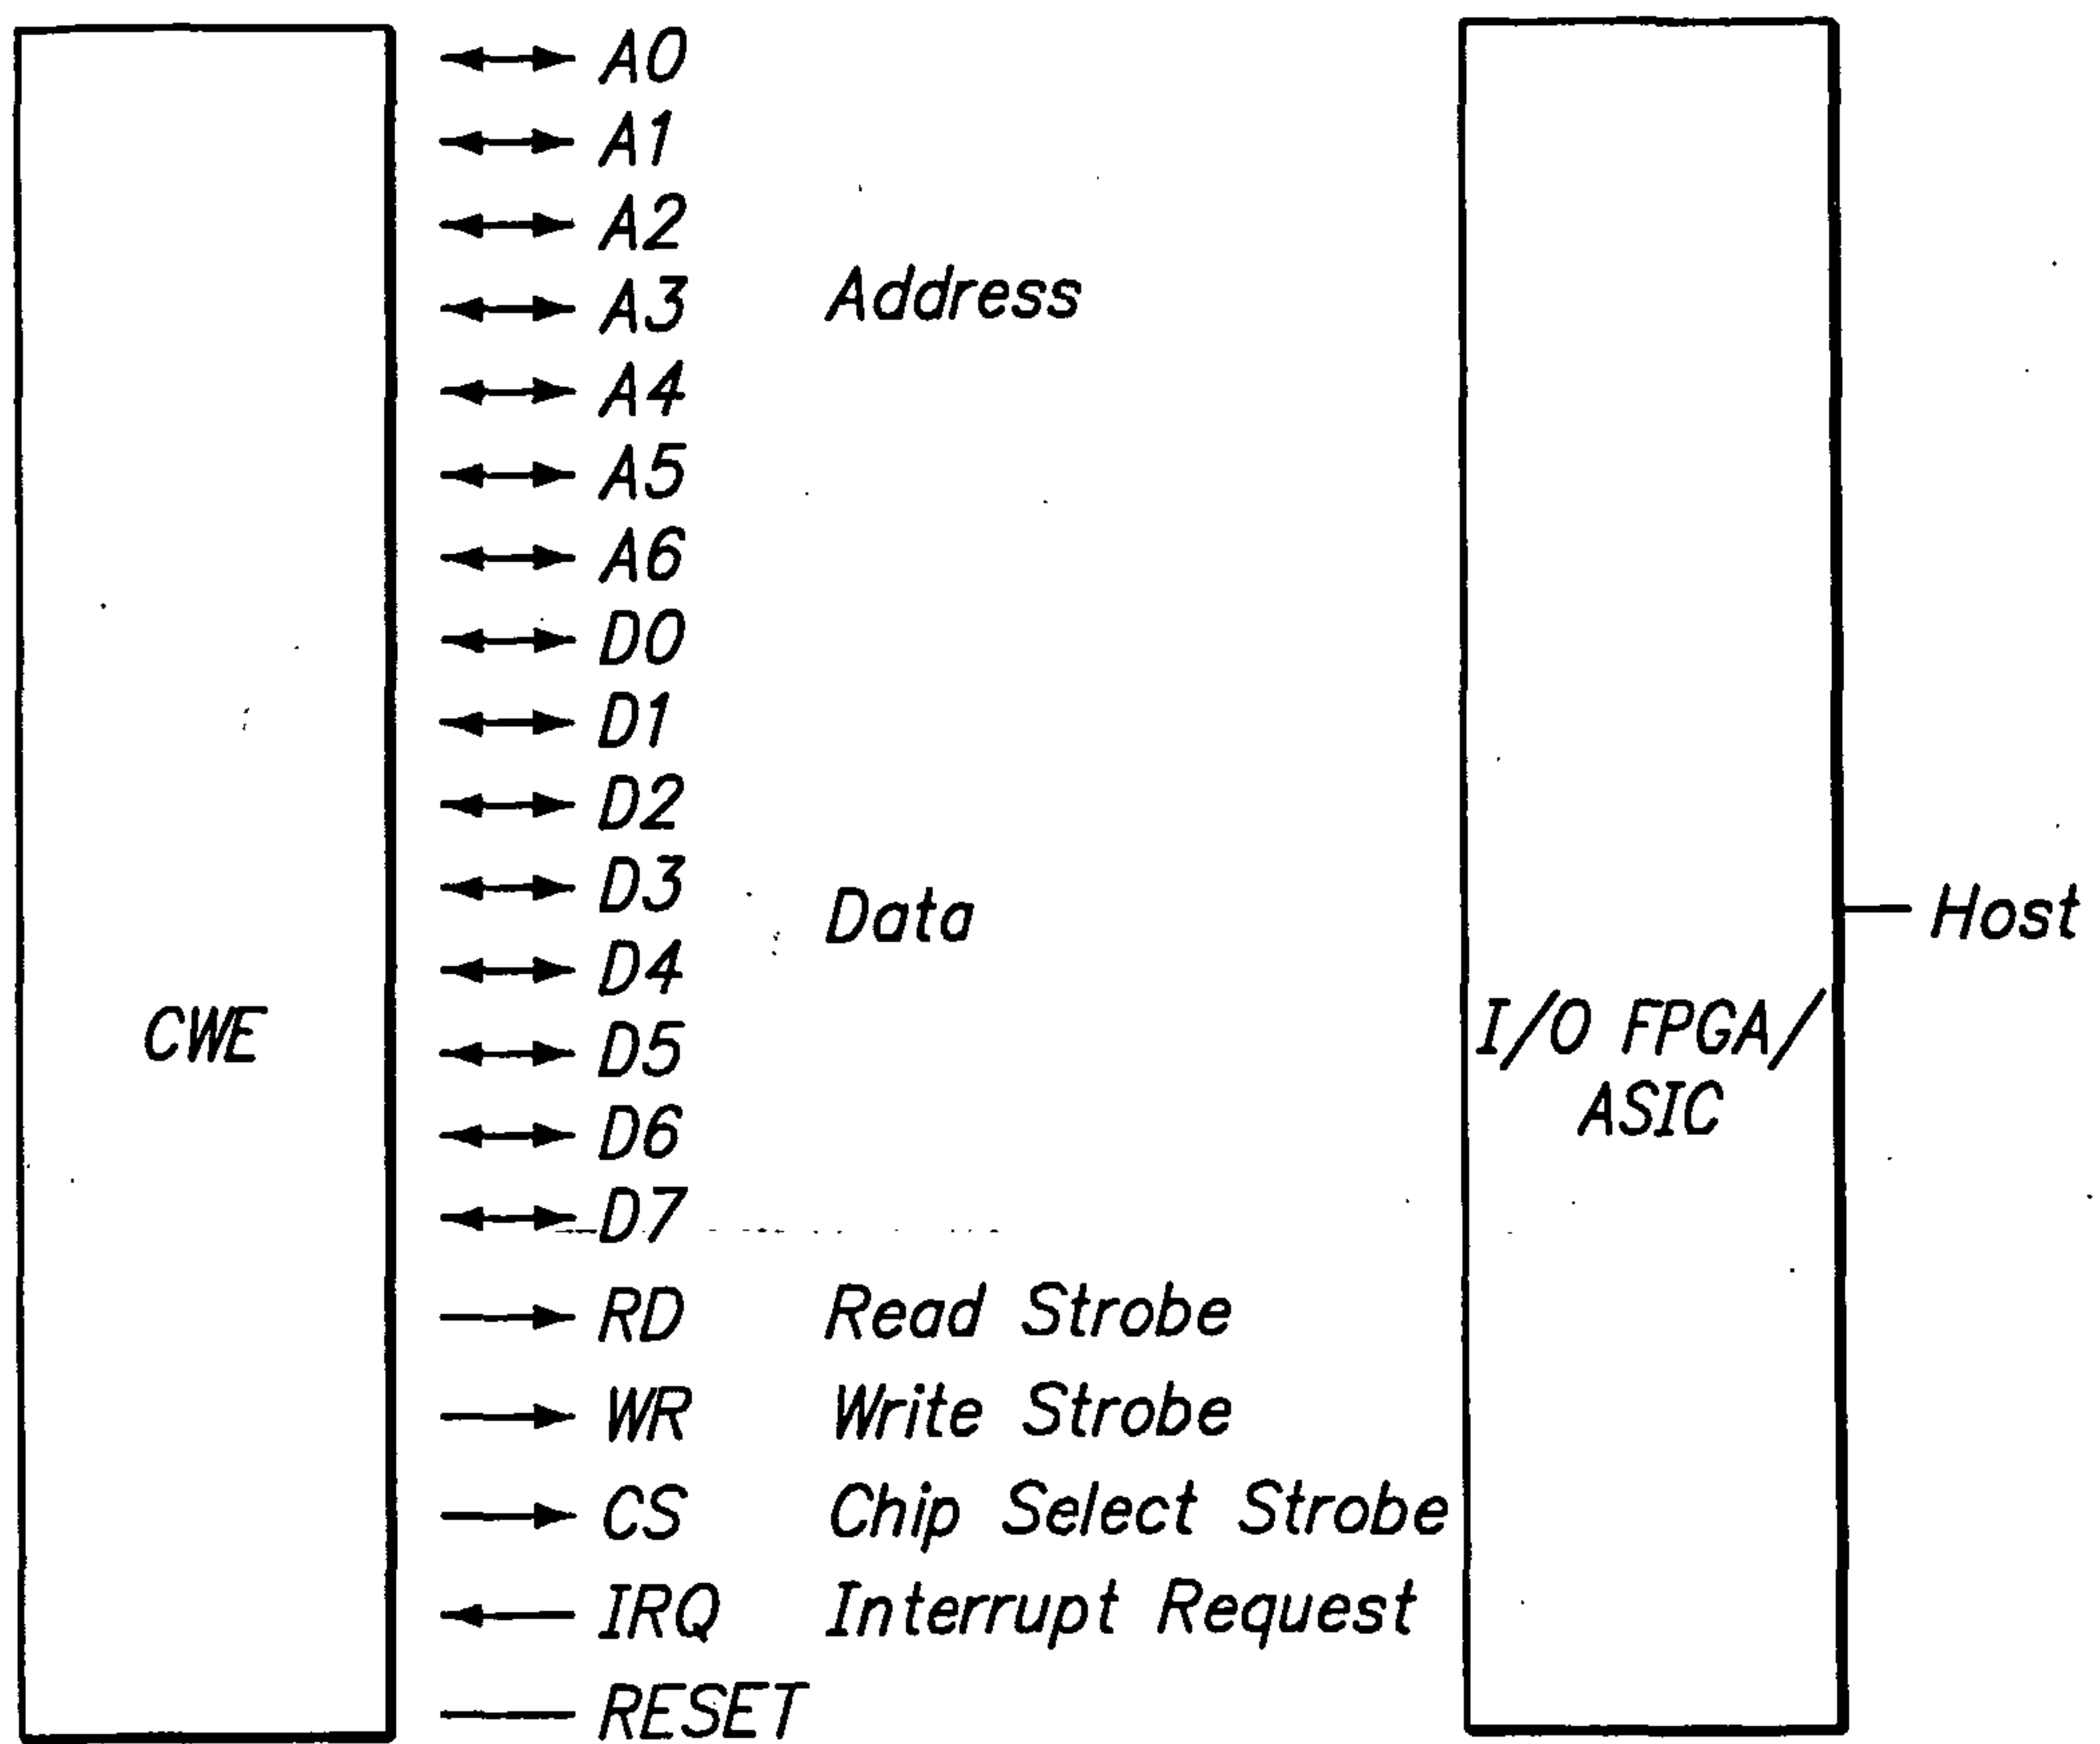 A0
A1
A2
A3 Address
A4
A5
A6
D0
D1
D2
D3 Data
Host
D4
CWE
D5
I/O FPGA/
ASIC
D6
D7
RD Read Strobe
WR Write Strobe
CS Chip Select Strobe
IRQ Interrupt Request
RESET